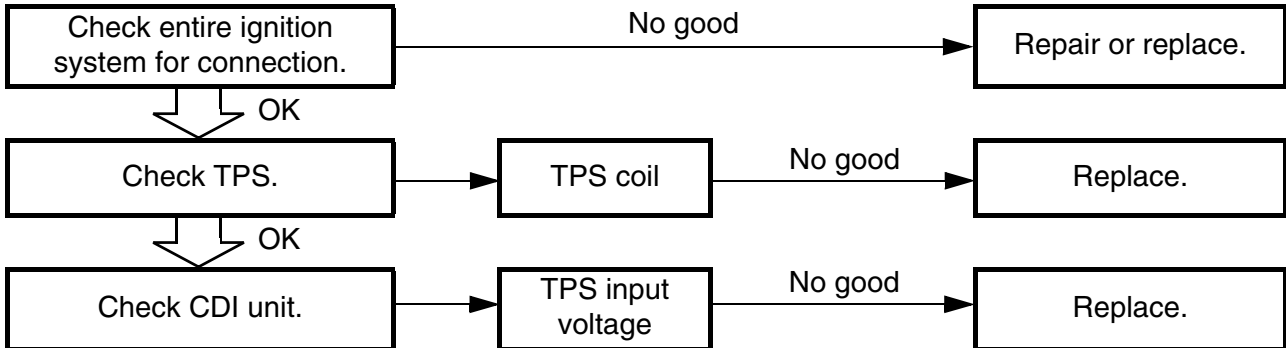 Check entire ignition
system for connection.
No good
Repair or replace.
OK
Check TPS.
TPS coil
No good
Replace.
OK
Check CDI unit.
TPS input
voltage
No good
Replace.